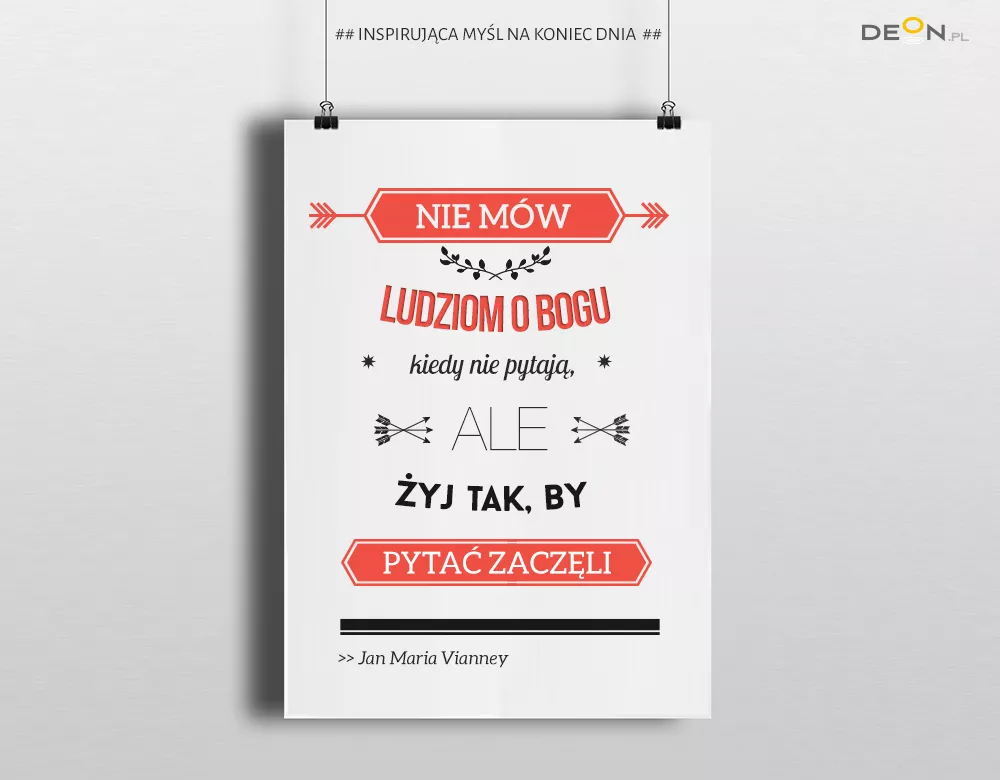 ## INSPIRUJĄCA MYŚL NA KONIEC DNIA ##
DEON.PL
NIE MÓW
LUDZIOM O BOGU
kiedy nie pytają,
ALE
ŻYJ TAK, BY
PYTAĆ ZACZĘLI
>> Jan Maria Vianney